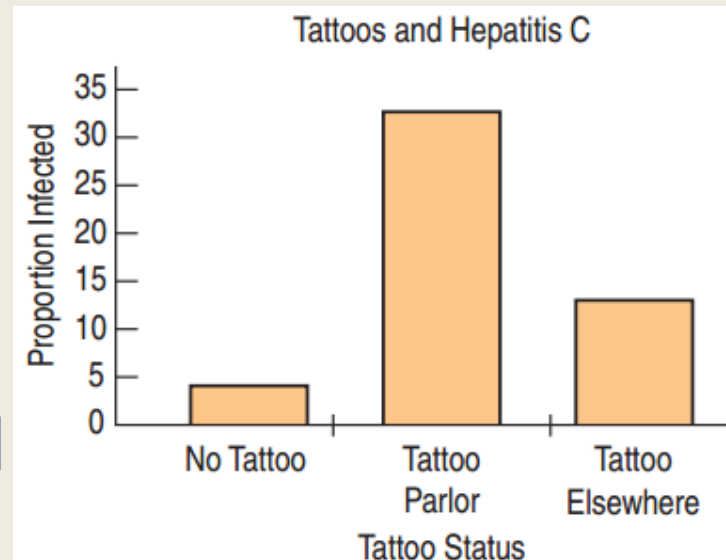 Tattoos and Hepatitis C
Proportion Infected
35
30
25
20
15
10
5
0
No Tattoo
Tattoo
Parlor
Tattoo
Elsewhere
Tattoo Status